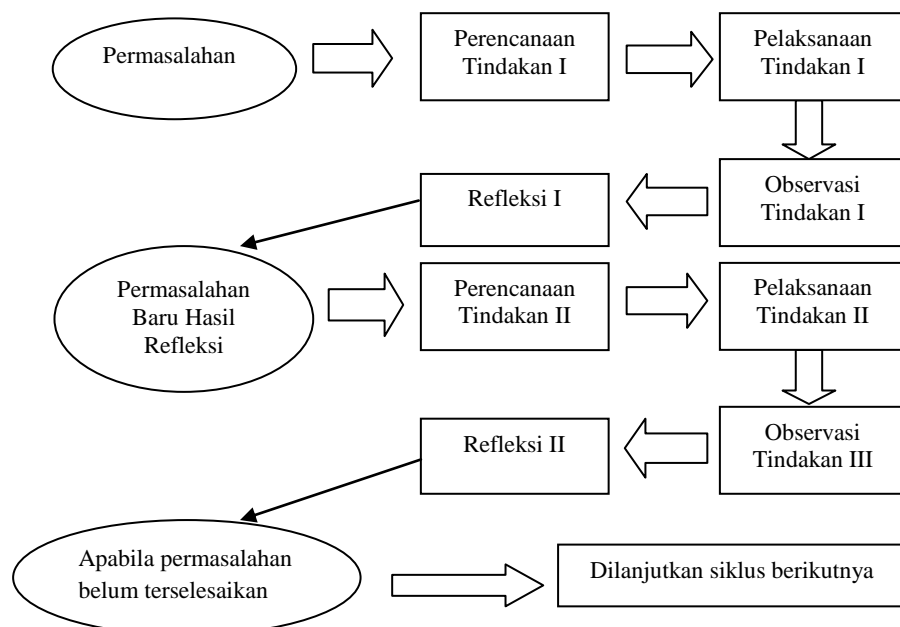 Permasalahan
Perencanaan
Tindakan I
Pelaksanaan
Tindakan I
Observasi
Tindakan I
Refleksi I
Permasalahan
Baru Hasil
Refleksi
Perencanaan
Tindakan II
Pelaksanaan
Tindakan II
Observasi
Tindakan III
Refleksi II
Apabila permasalahan
belum terselesaikan
Dilanjutkan siklus berikutnya